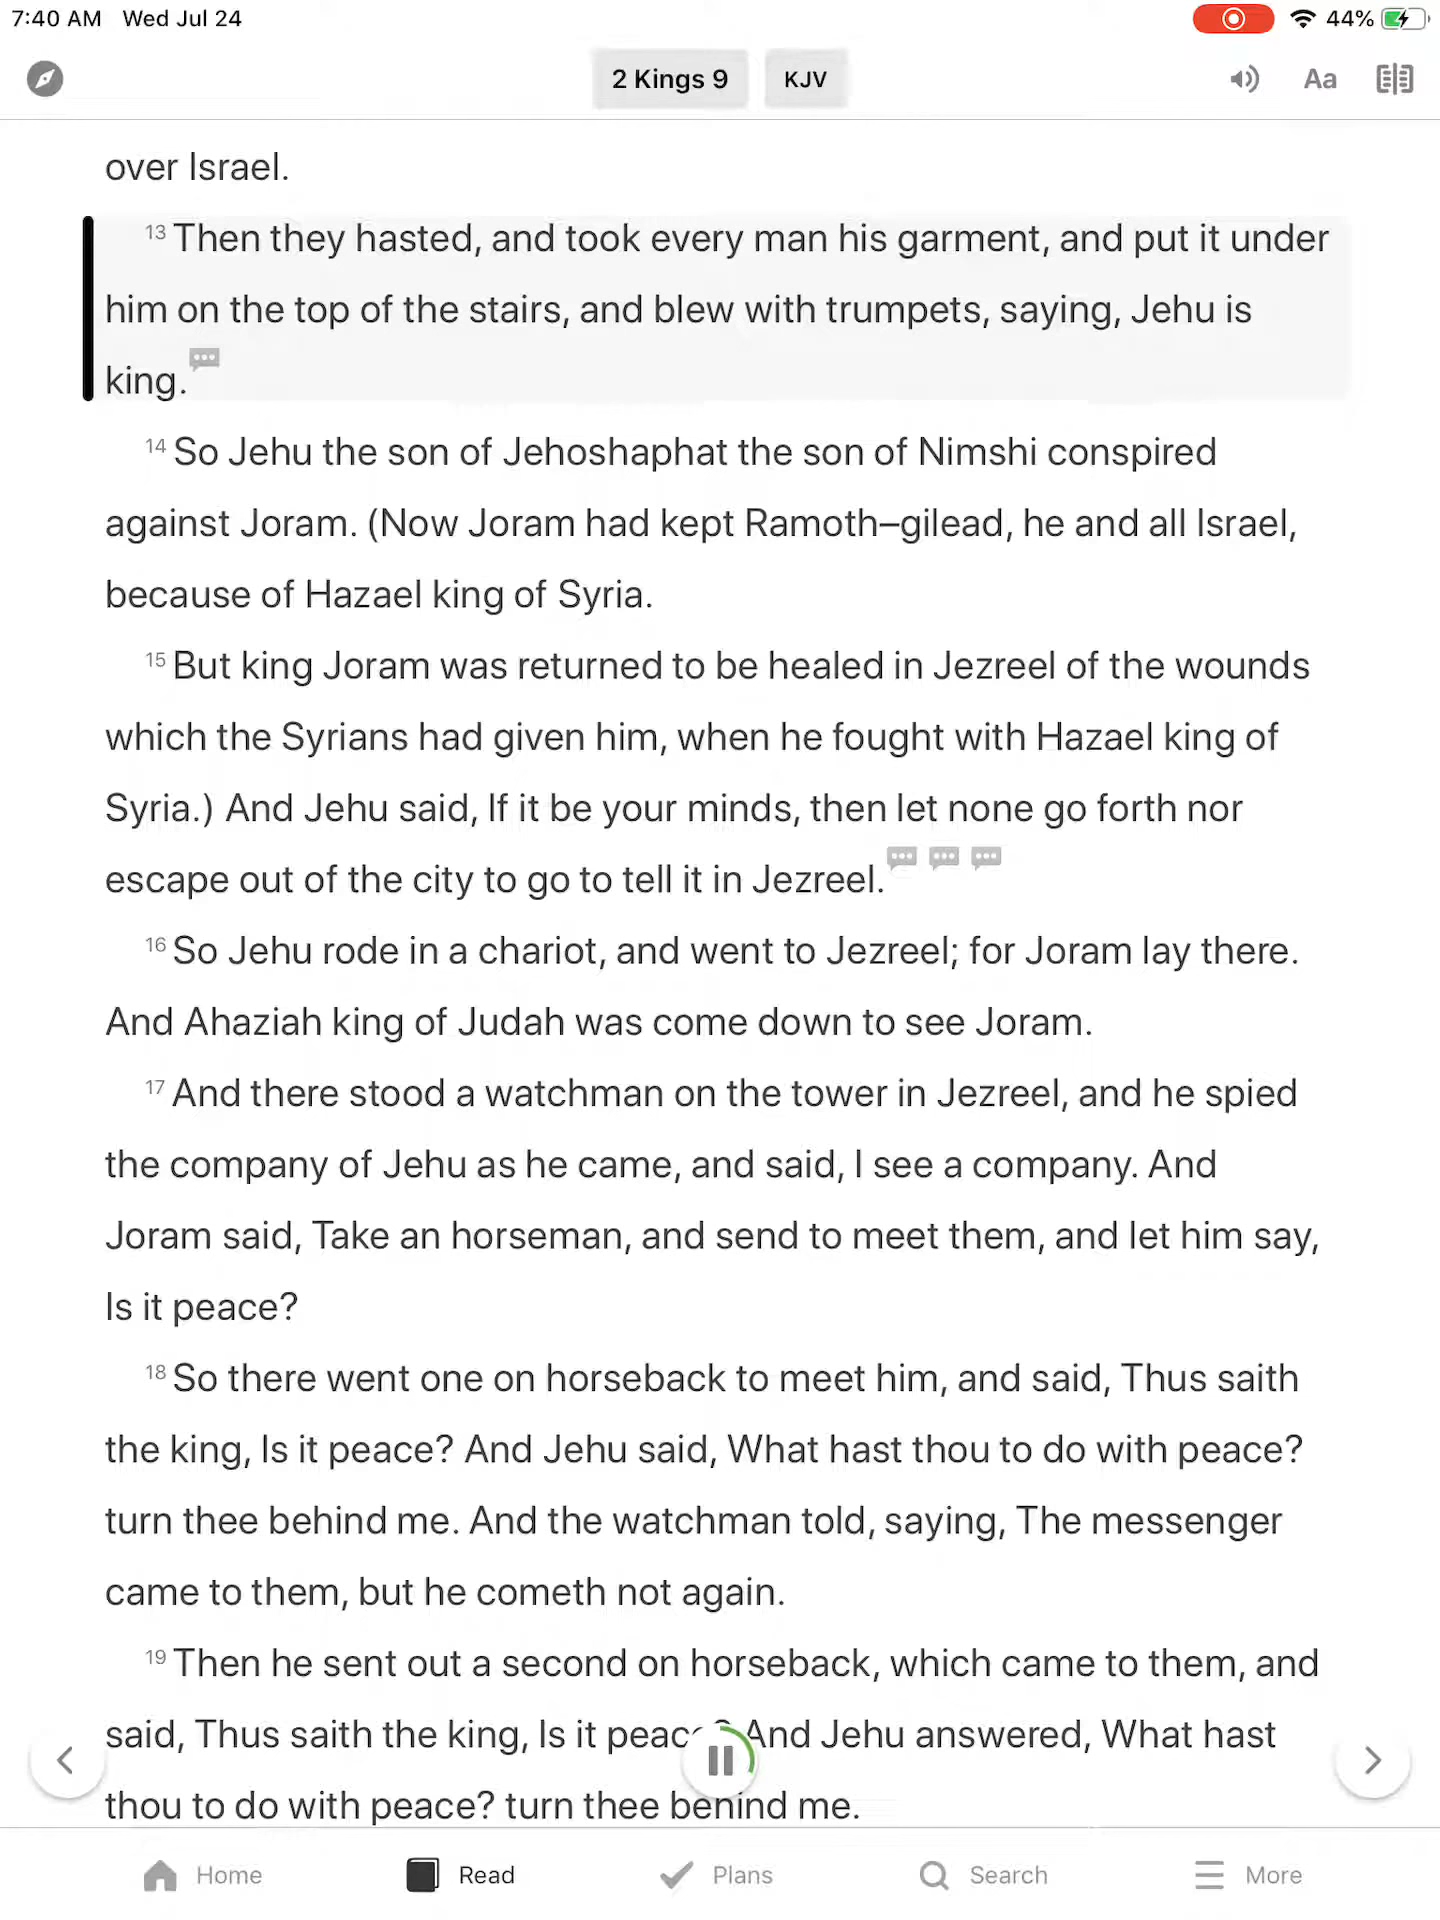 7:40 AM Wed Jul 24
44%
2 Kings 9 KJV
Aa
over Israel.
13 Then they hasted, and took every man his garment, and put it under
him on the top of the stairs, and blew with trumpets, saying, Jehu is
king.
14 So Jehu the son of Jehoshaphat the son of Nimshi conspired
against Joram. (Now Joram had kept Ramoth–gilead, he and all Israel,
because of Hazael king of Syria.
15 But king Joram was returned to be healed in Jezreel of the wounds
which the Syrians had given him, when he fought with Hazael king of
Syria.) And Jehu said, If it be your minds, then let none go forth nor
escape out of the city to go to tell it in Jezreel.
16 So Jehu rode in a chariot, and went to Jezreel; for Joram lay there.
And Ahaziah king of Judah was come down to see Joram.
17 And there stood a watchman on the tower in Jezreel, and he spied
the company of Jehu as he came, and said, I see a company. And
Joram said, Take an horseman, and send to meet them, and let him say,
Is it peace?
18 So there went one on horseback to meet him, and said, Thus saith
the king, Is it peace? And Jehu said, What hast thou to do with peace?
turn thee behind me. And the watchman told, saying, The messenger
came to them, but he cometh not again.
19 Then he sent out a second on horseback, which came to them, and
said, Thus saith the king, Is it peace? And Jehu answered, What hast
thou to do with peace? turn thee behind me.
Home Read Plans Search More